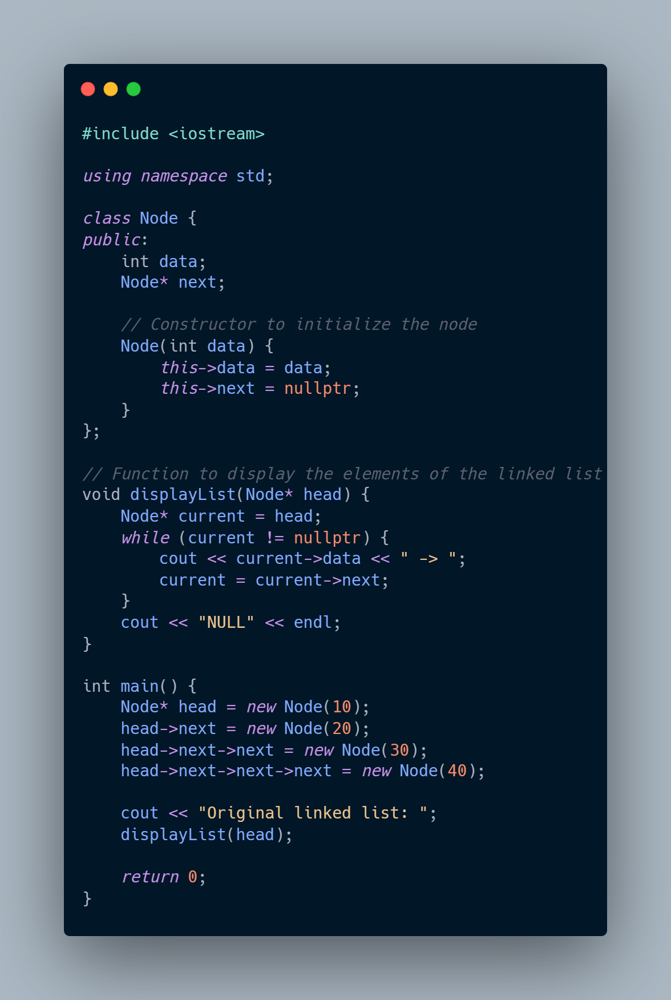 #include <iostream>

using namespace std;

class Node {
public:
    int data;
    Node* next;

    // Constructor to initialize the node
    Node(int data) {
        this->data = data;
        this->next = nullptr;
    }
};

// Function to display the elements of the linked list
void displayList(Node* head) {
    Node* current = head;
    while (current != nullptr) {
        cout << current->data << " -> ";
        current = current->next;
    }
    cout << "NULL" << endl;
}

int main() {
    Node* head = new Node(10);
    head->next = new Node(20);
    head->next->next = new Node(30);
    head->next->next->next = new Node(40);

    cout << "Original linked list: ";
    displayList(head);

    return 0;
}